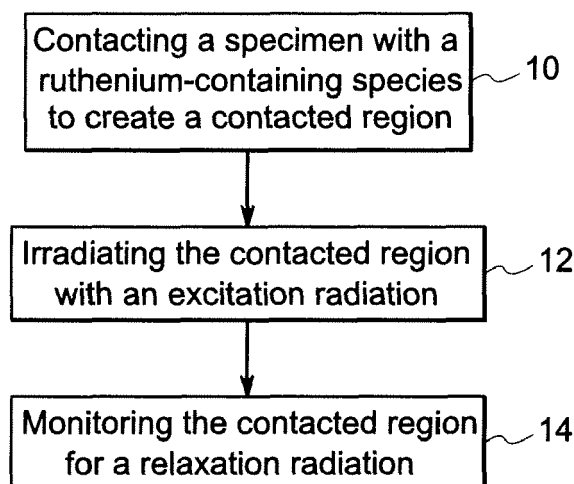 Contacting a specimen with a
ruthenium-containing species
to create a contacted region
10
Irradiating the contacted region
with an excitation radiation
12
Monitoring the contacted region
for a relaxation radiation
14